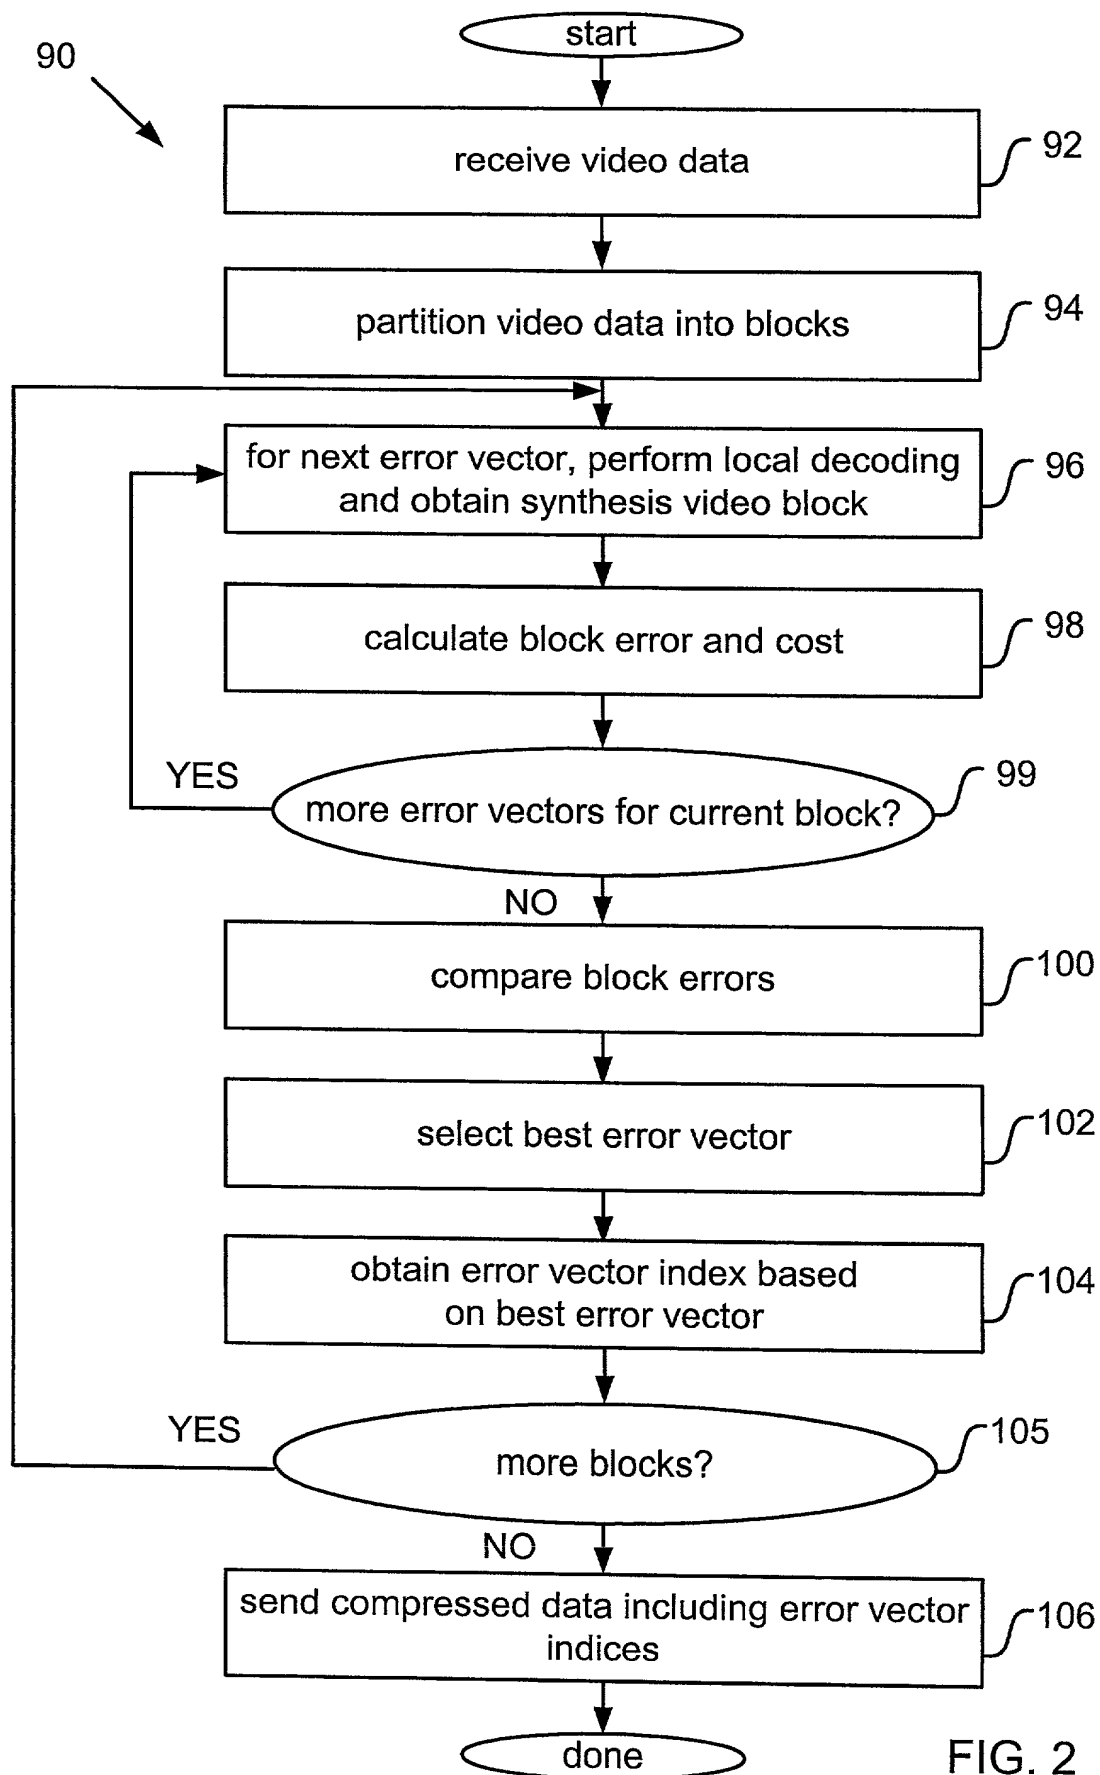 start
90
receive video data
92
partition video data into blocks
94
for next error vector, perform local decoding
and obtain synthesis video block
96
calculate block error and cost
98
YES
more error vectors for current block?
99
NO
compare block errors
100
select best error vector
102
obtain error vector index based
on best error vector
104
YES
more blocks?
105
NO
send compressed data including error vector
indices
106
done
FIG. 2